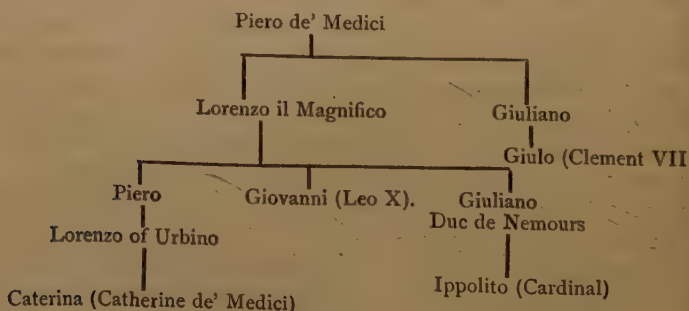 Piero de' Medici
Lorenzo il Magnifico Giuliano
Giulo (Clement VII
Piero Giovanni (Leo X). Giuliano
Duc de Nemours
Lorenzo of Urbino
Ippolito (Cardinal)
Caterina (Catherine de' Medici)